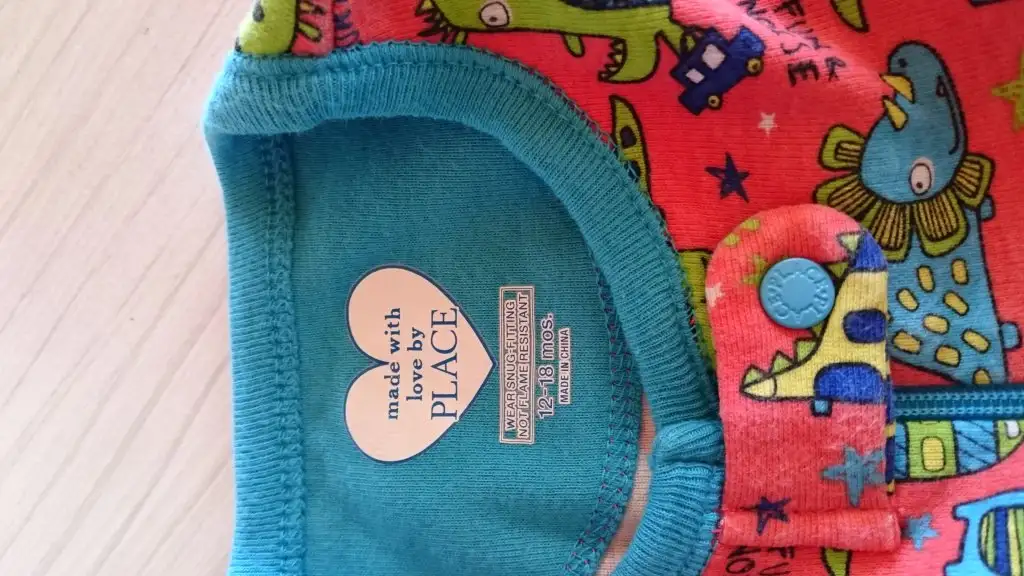 made with
love by
PLACE
WEAR SNUG-FITTING
NOT FLAME RESISTANT
12-18 mos.
MADE IN CHINA